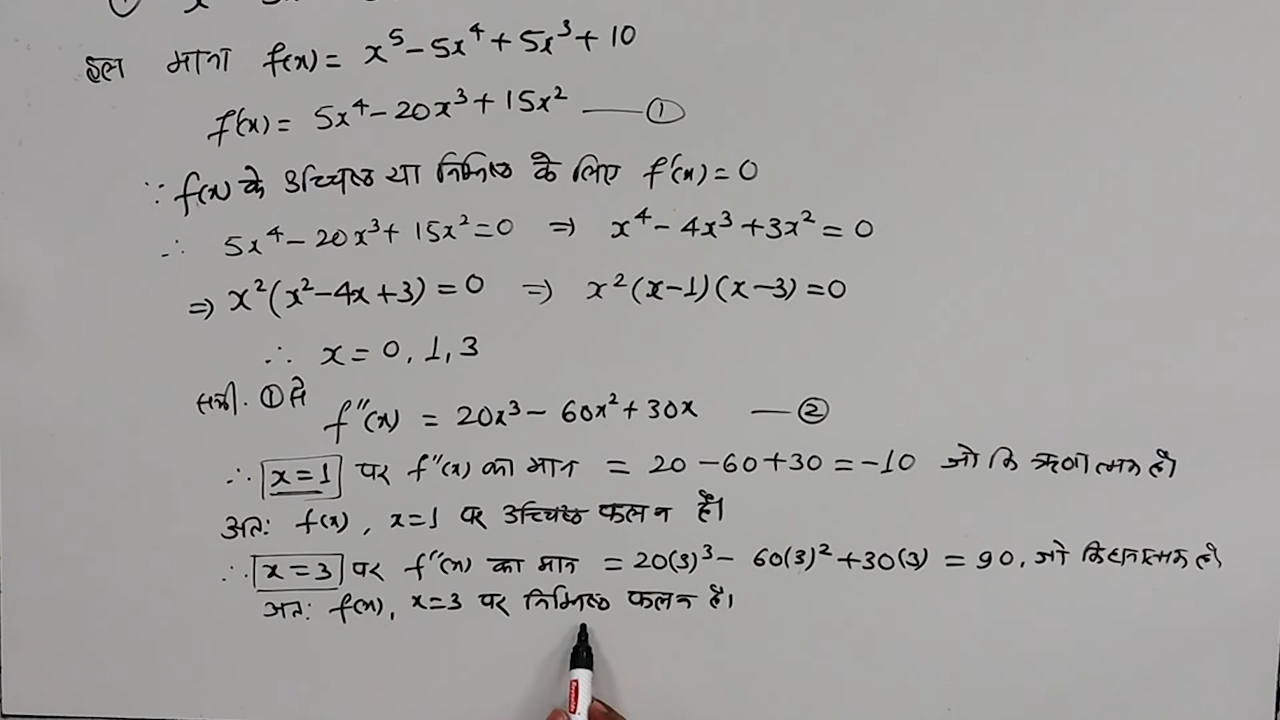 हल माना f(x) = x⁵ - 5x⁴ + 5x³ + 10
f'(x) = 5x⁴ - 20x³ + 15x² —— ①
∵ f(x) के उच्चिष्ठ या निम्निष्ठ के लिए f'(x) = 0
∴ 5x⁴ - 20x³ + 15x² = 0 ⇒ x⁴ - 4x³ + 3x² = 0
⇒ x²(x² - 4x + 3) = 0 ⇒ x²(x-1)(x-3) = 0
∴ x = 0, 1, 3
समी. ① से
f''(x) = 20x³ - 60x² + 30x — ②
∴ x=1 पर f''(x) का मान = 20 - 60 + 30 = -10 जो कि ऋणात्मक है।
अतः f(x), x=1 पर उच्चिष्ठ फलन है।
∴ x=3 पर f''(x) का मान = 20(3)³ - 60(3)² + 30(3) = 90, जो कि धनात्मक है
अतः f(x), x=3 पर निम्निष्ठ फलन है।